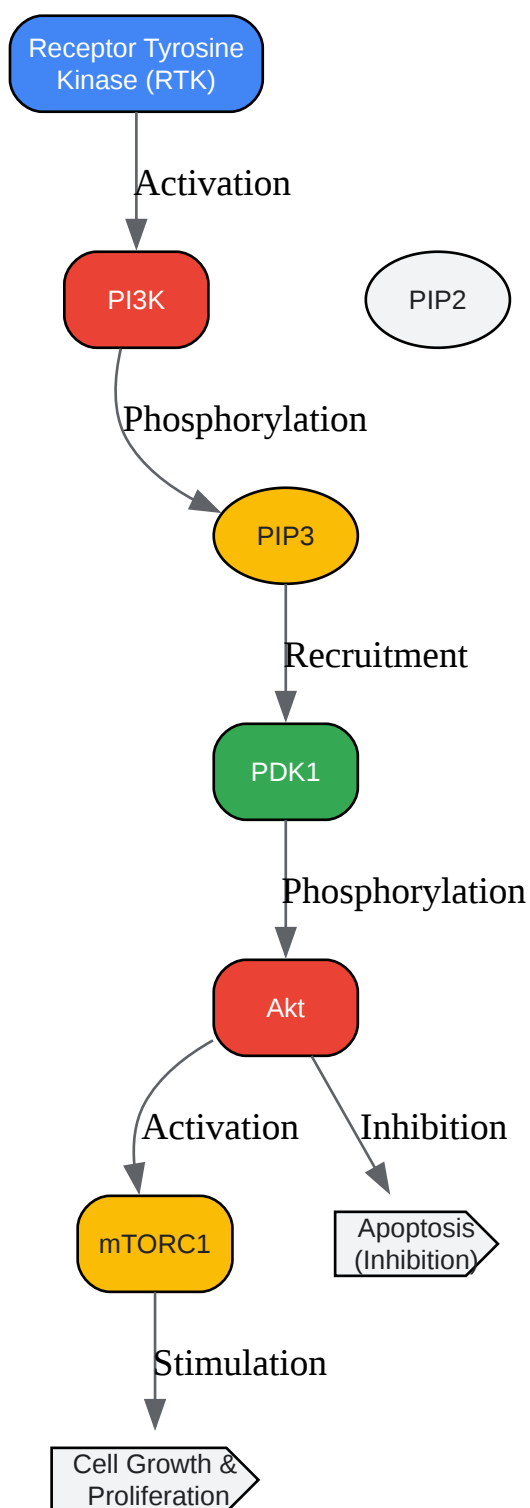 Receptor Tyrosine
Kinase (RTK)
Activation
PI3K
PIP2
Phosphorylation
PIP3
Recruitment
PDK1
Phosphorylation
Akt
Activation
Inhibition
mTORC1
Apoptosis
(Inhibition)
Stimulation
Cell Growth &
Proliferation